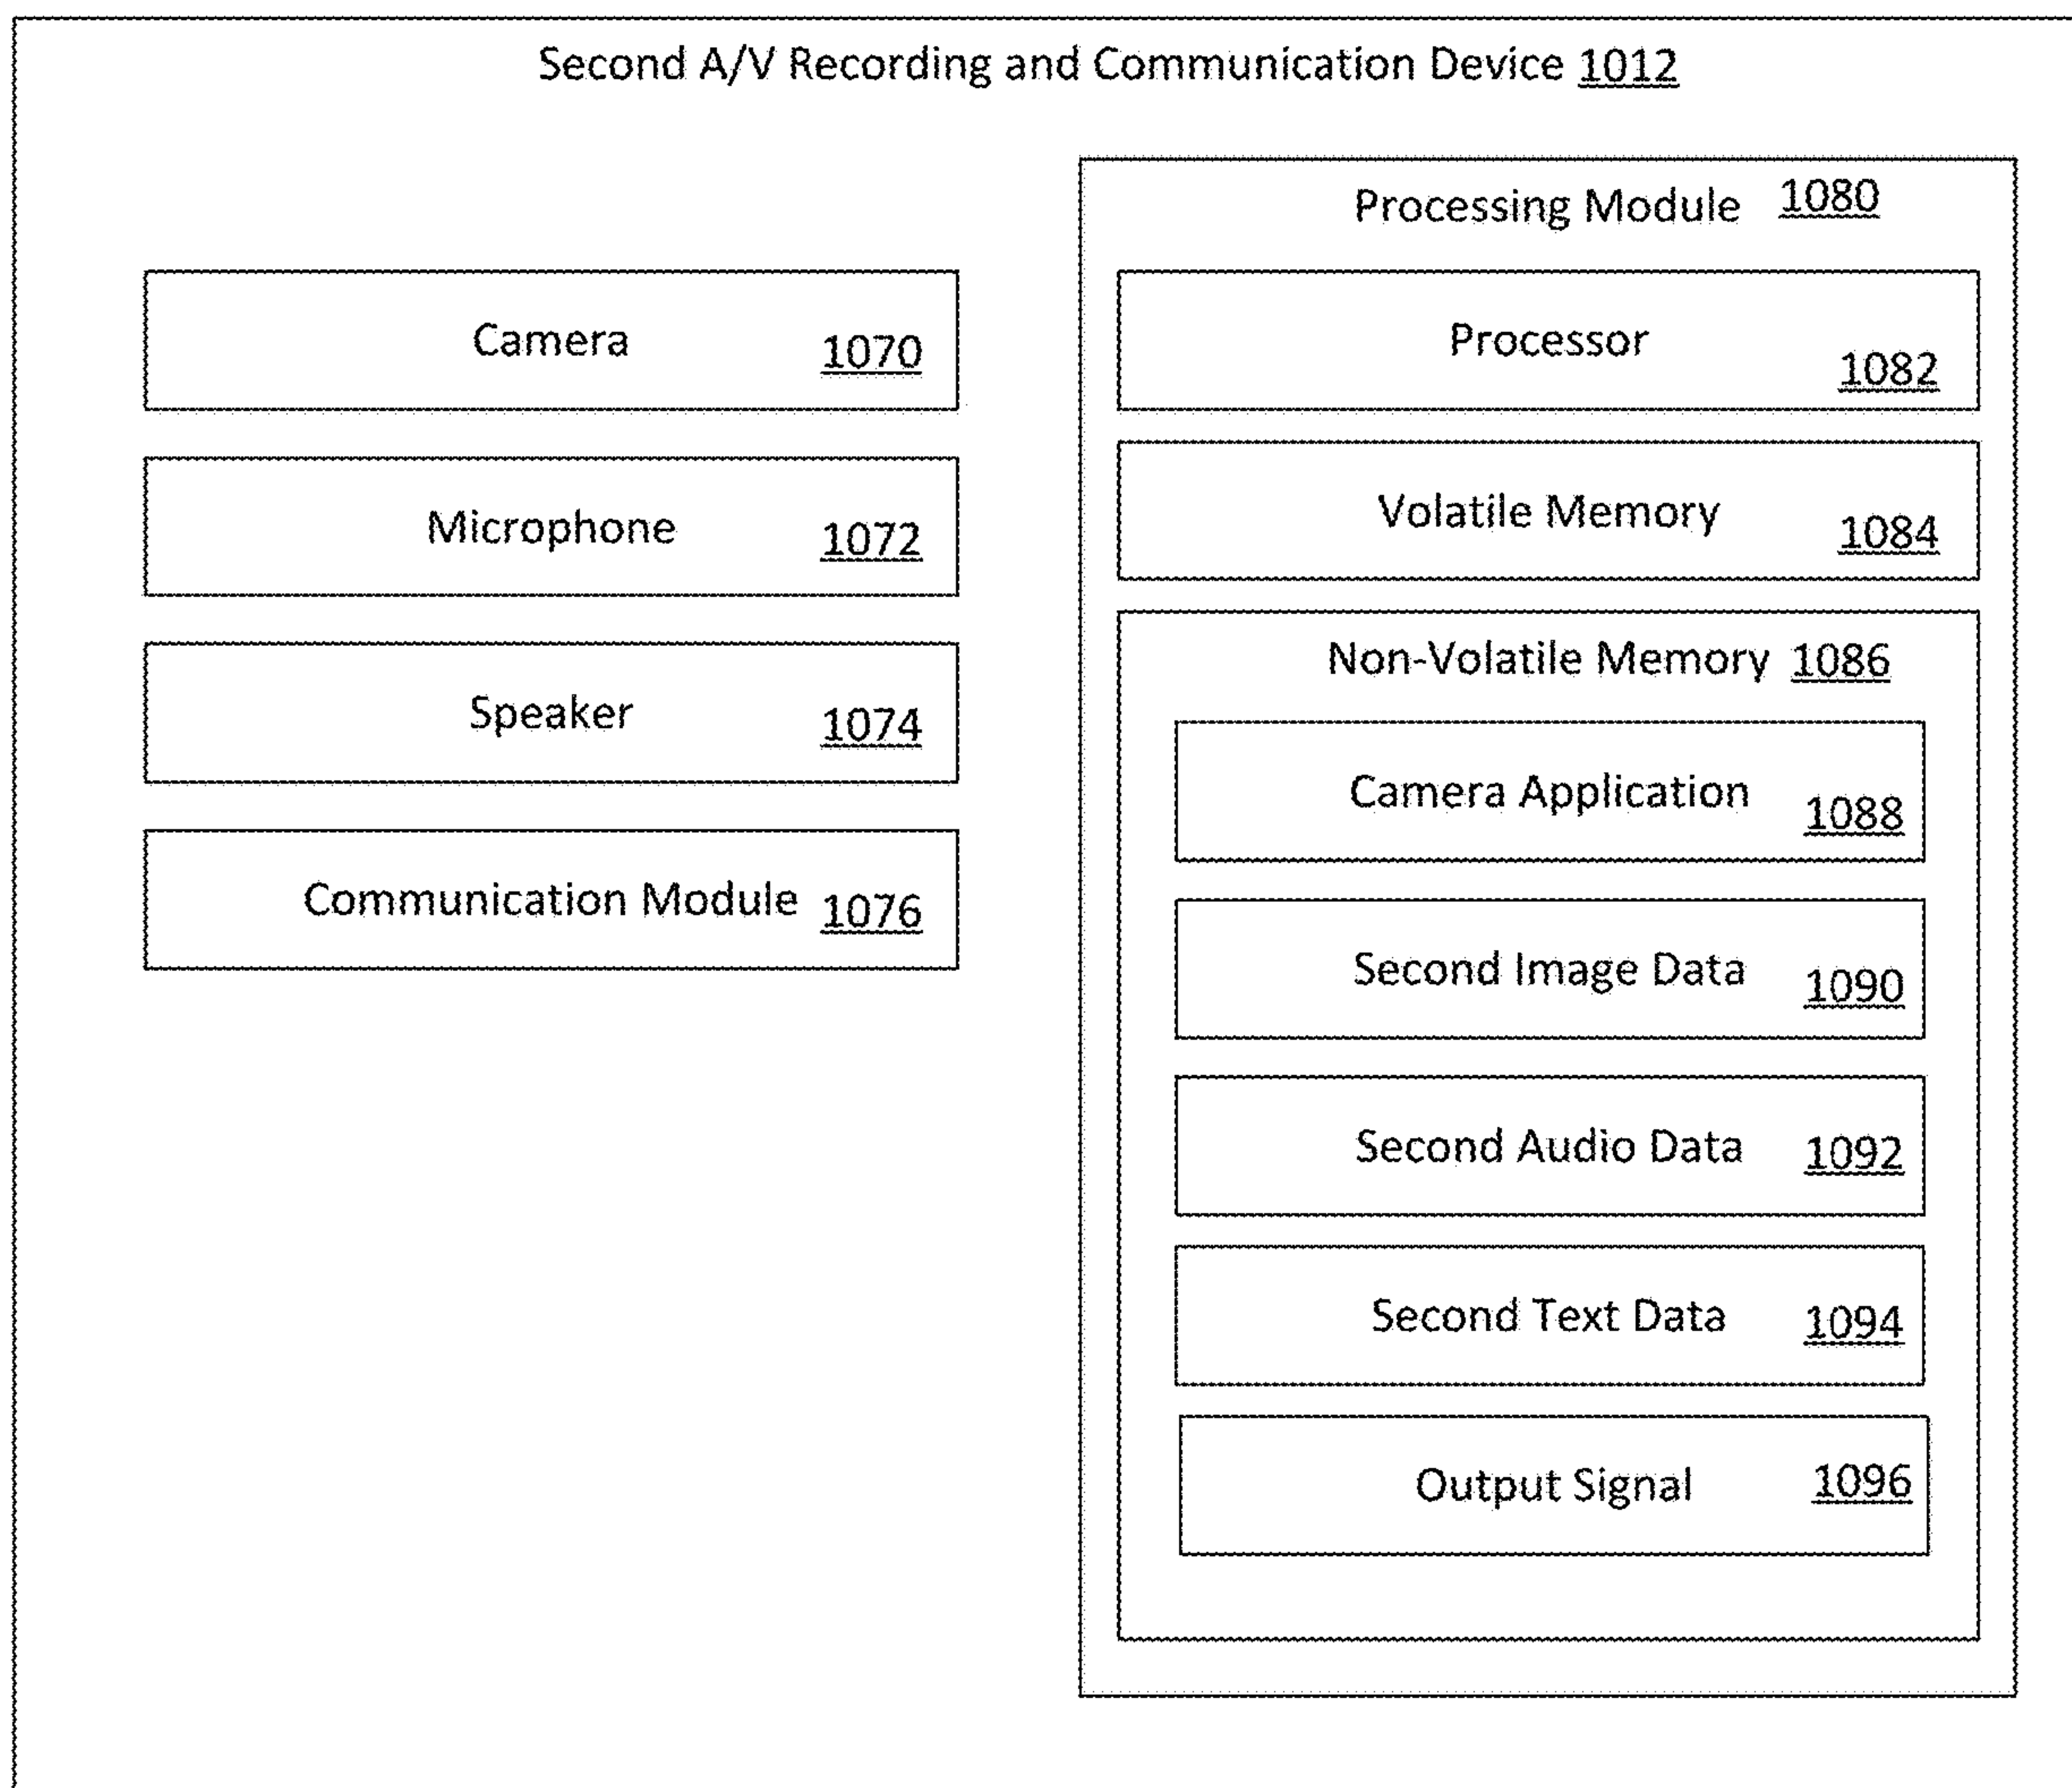 Second A/V Recording and Communication Device 1012
Camera 1070
Microphone 1072
Speaker 1074
Communication Module 1076
Processing Module 1080
Processor 1082
Volatile Memory 1084
Non-Volatile Memory 1086
Camera Application 1088
Second Image Data 1090
Second Audio Data 1092
Second Text Data 1094
Output Signal 1096